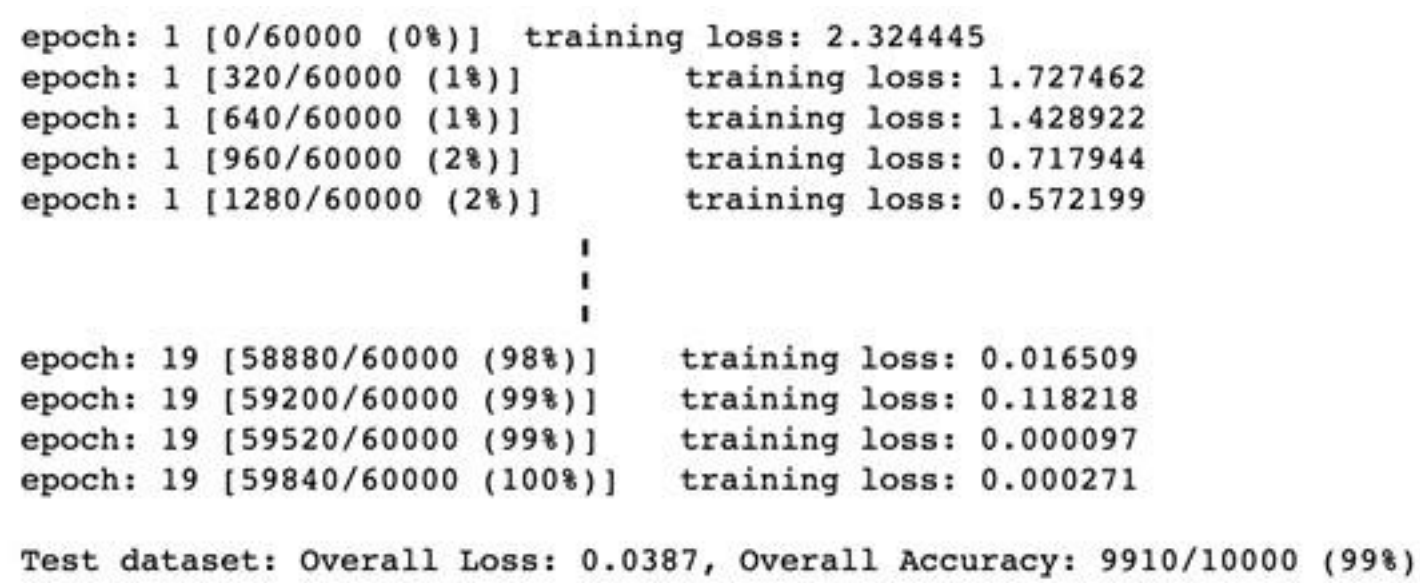 epoch: 1 [0/60000 (0%)] training loss: 2.324445
epoch: 1 [320/60000 (1%)] training loss: 1.727462
epoch: 1 [640/60000 (1%)] training loss: 1.428922
epoch: 1 [960/60000 (2%)] training loss: 0.717944
epoch: 1 [1280/60000 (2%)] training loss: 0.572199
epoch: 19 [58880/60000 (98%)] training loss: 0.016509
epoch: 19 [59200/60000 (99%)] training loss: 0.118218
epoch: 19 [59520/60000 (99%)] training loss: 0.000097
epoch: 19 [59840/60000 (100%)] training loss: 0.000271
Test dataset: Overall Loss: 0.0387, Overall Accuracy: 9910/10000 (99%)